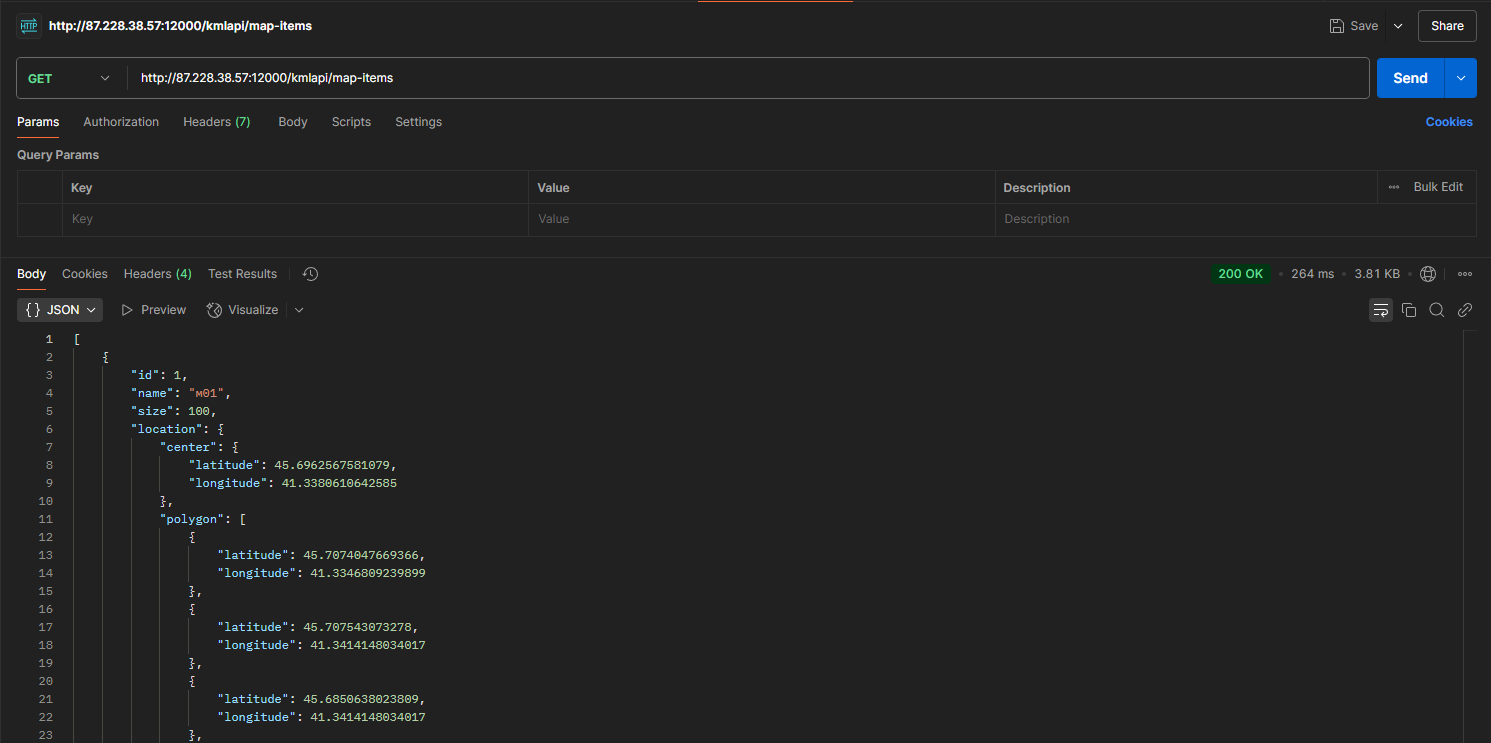 HTTP http://87.228.38.57:12000/kmlapi/map-items Save Share
GET http://87.228.38.57:12000/kmlapi/map-items Send
Params Authorization Headers (7) Body Scripts Settings Cookies
Query Params
Key Value Description Bulk Edit
Key Value Description
Body Cookies Headers (4) Test Results 200 OK • 264 ms • 3.81 KB •
{} JSON Preview Visualize
1 [
2 {
3 "id": 1,
4 "name": "м01",
5 "size": 100,
6 "location": {
7 "center": {
8 "latitude": 45.6962567581079,
9 "longitude": 41.3380610642585
10 },
11 "polygon": [
12 {
13 "latitude": 45.7074047669366,
14 "longitude": 41.3346809239899
15 },
16 {
17 "latitude": 45.707543073278,
18 "longitude": 41.3414148034017
19 },
20 {
21 "latitude": 45.6850638023809,
22 "longitude": 41.3414148034017
23 },